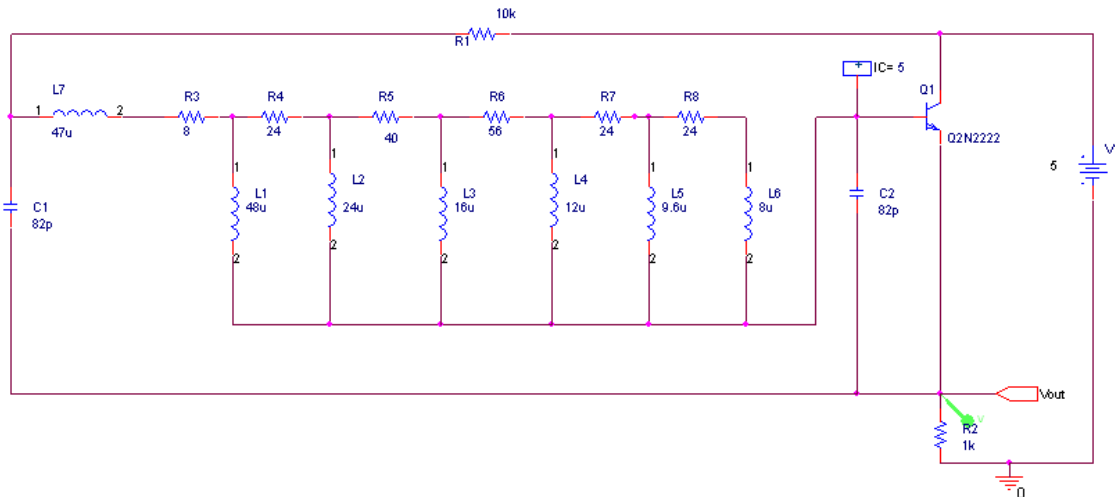 10k
R1
IC= 5
L7
R3
R4
R5
R6
R7
R8
Q1
1
2
47u
8
24
40
56
24
24
Q2N2222
V
1
L1
48u
2
1
L2
24u
2
1
L3
16u
2
1
L4
12u
2
1
L5
9.6u
2
1
L6
8u
2
C1
82p
C2
82p
5
Vout
V
R2
1k
0